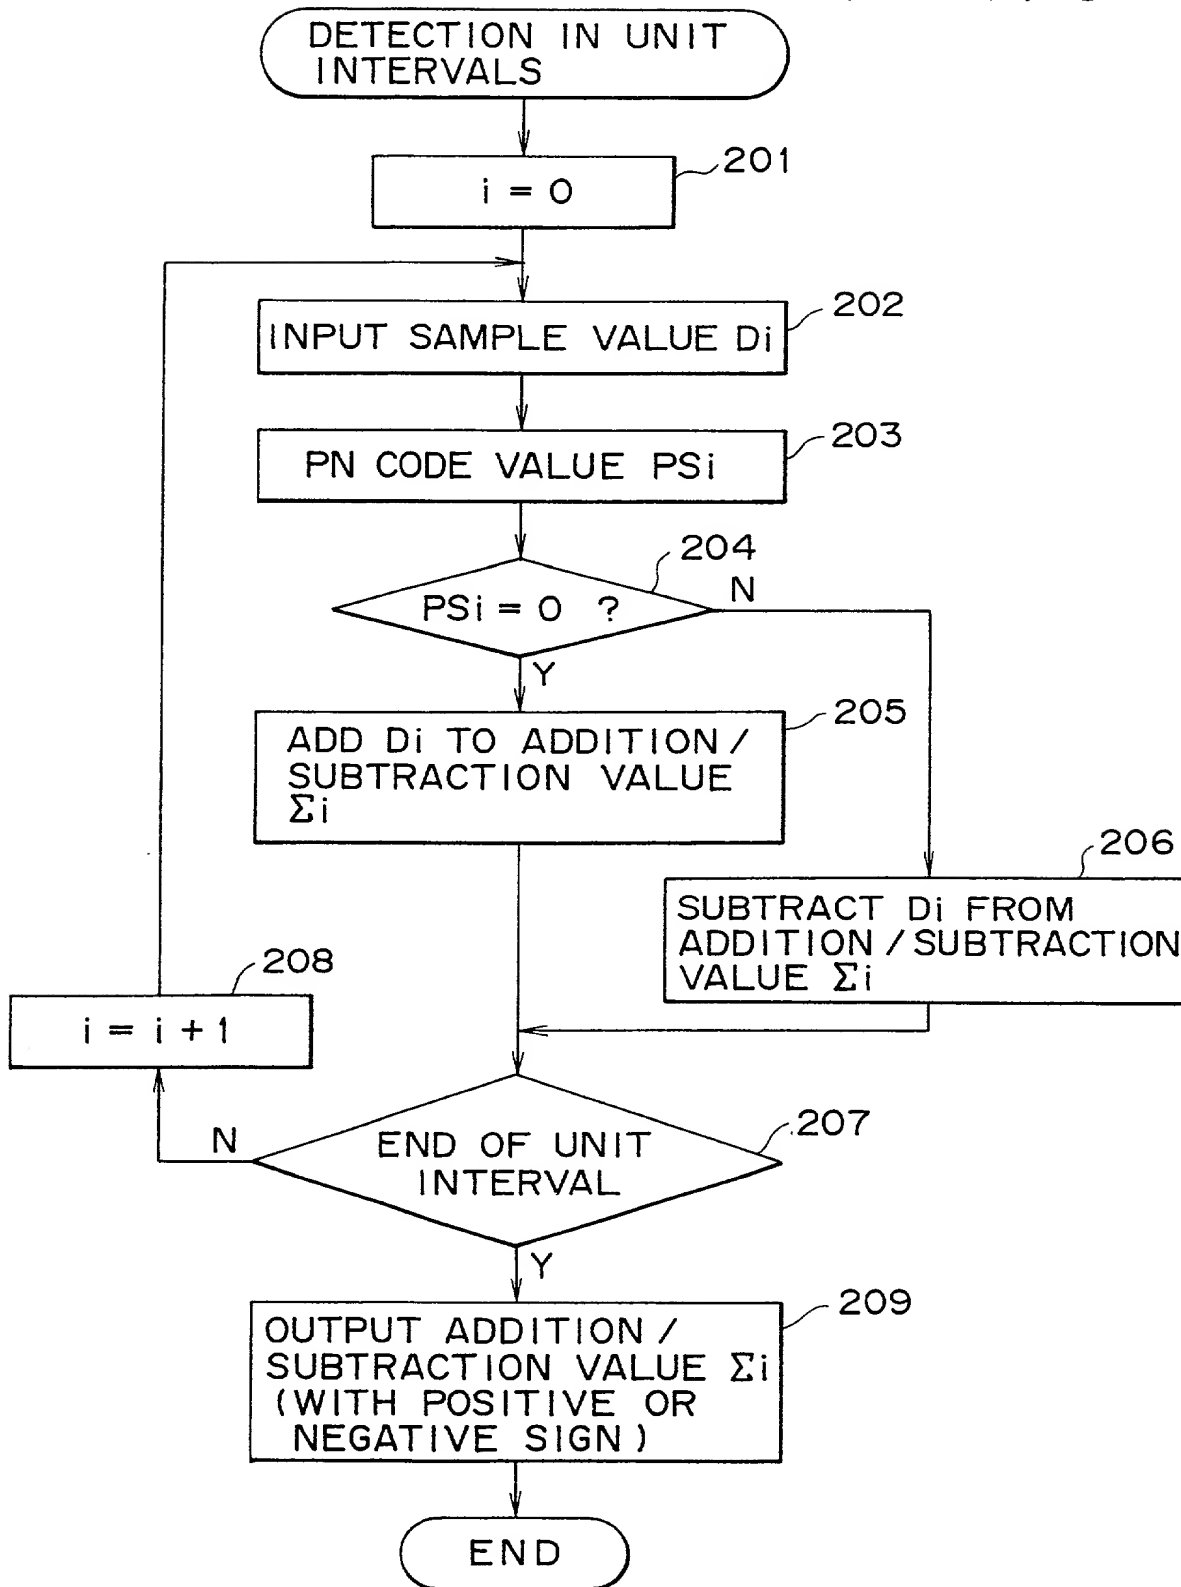 DETECTION IN UNIT
INTERVALS
201
i = 0
202
INPUT SAMPLE VALUE Di
203
PN CODE VALUE PSi
204
PSi = 0 ?
N
Y
205
ADD Di TO ADDITION /
SUBTRACTION VALUE
Σi
206
SUBTRACT Di FROM
ADDITION / SUBTRACTION
VALUE Σi
208
i = i + 1
207
N
END OF UNIT
INTERVAL
Y
209
OUTPUT ADDITION /
SUBTRACTION VALUE Σi
(WITH POSITIVE OR
NEGATIVE SIGN)
END